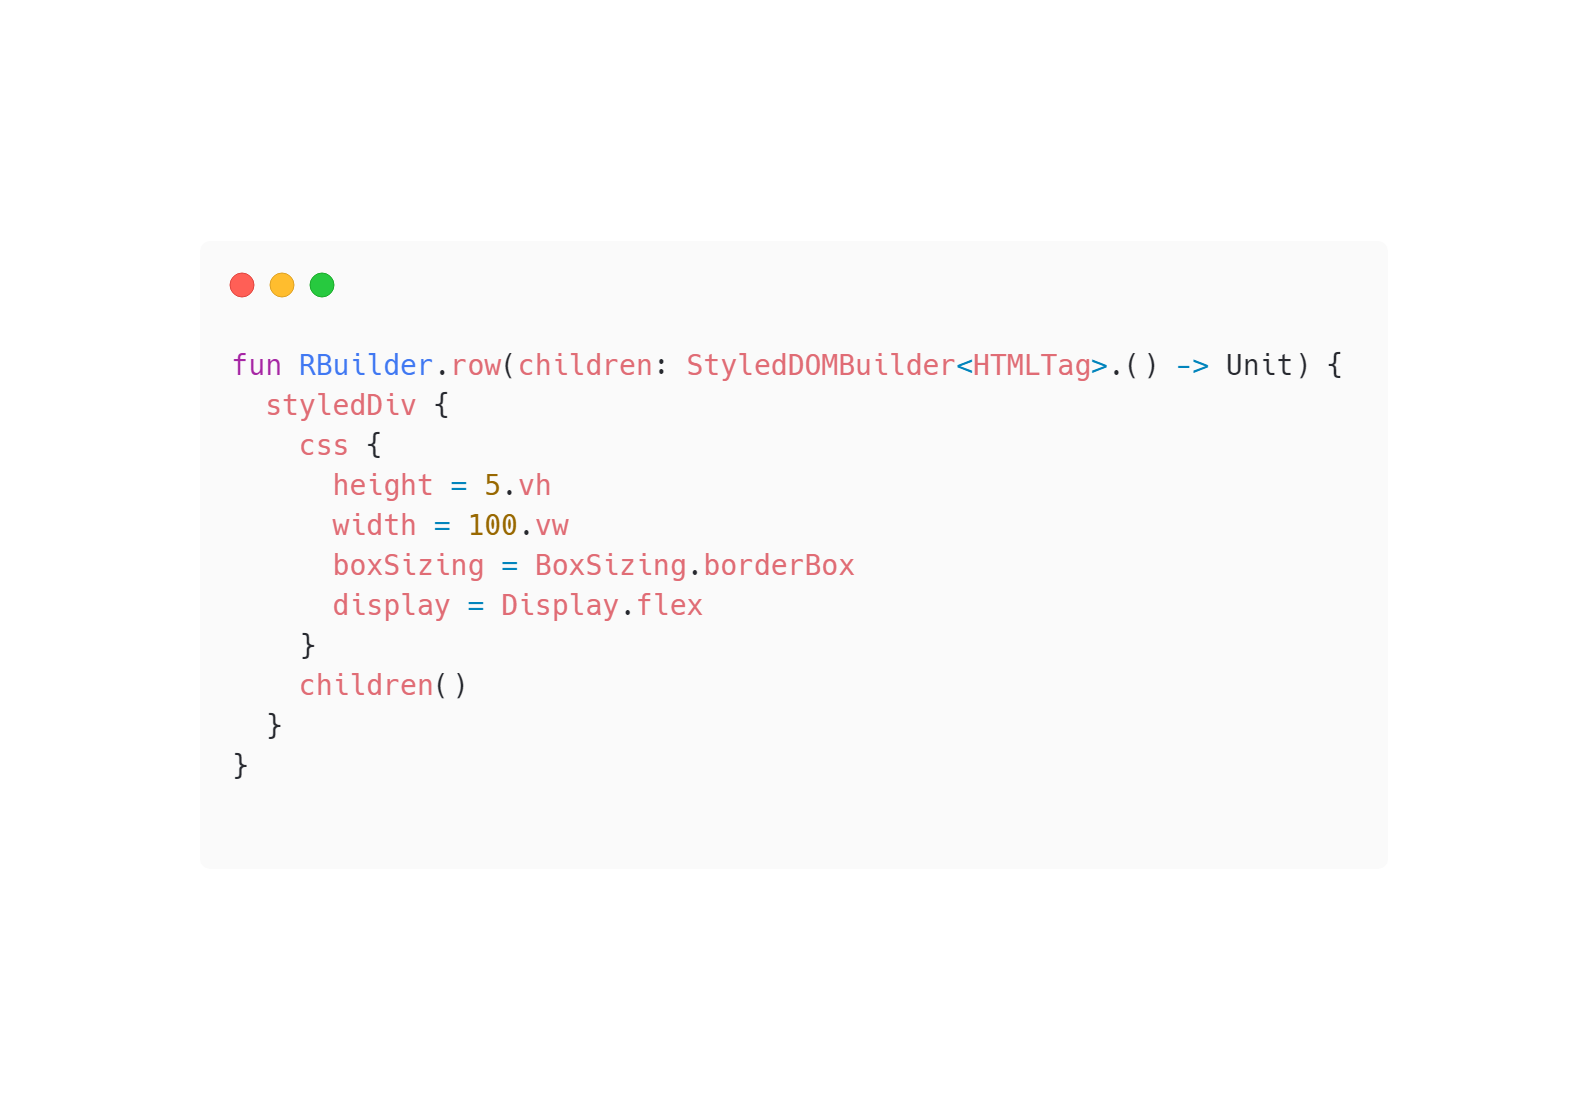 fun RBuilder.row(children: StyledDOMBuilder<HTMLTag>.() -> Unit) {
  styledDiv {
    css {
      height = 5.vh
      width = 100.vw
      boxSizing = BoxSizing.borderBox
      display = Display.flex
    }
    children()
  }
}